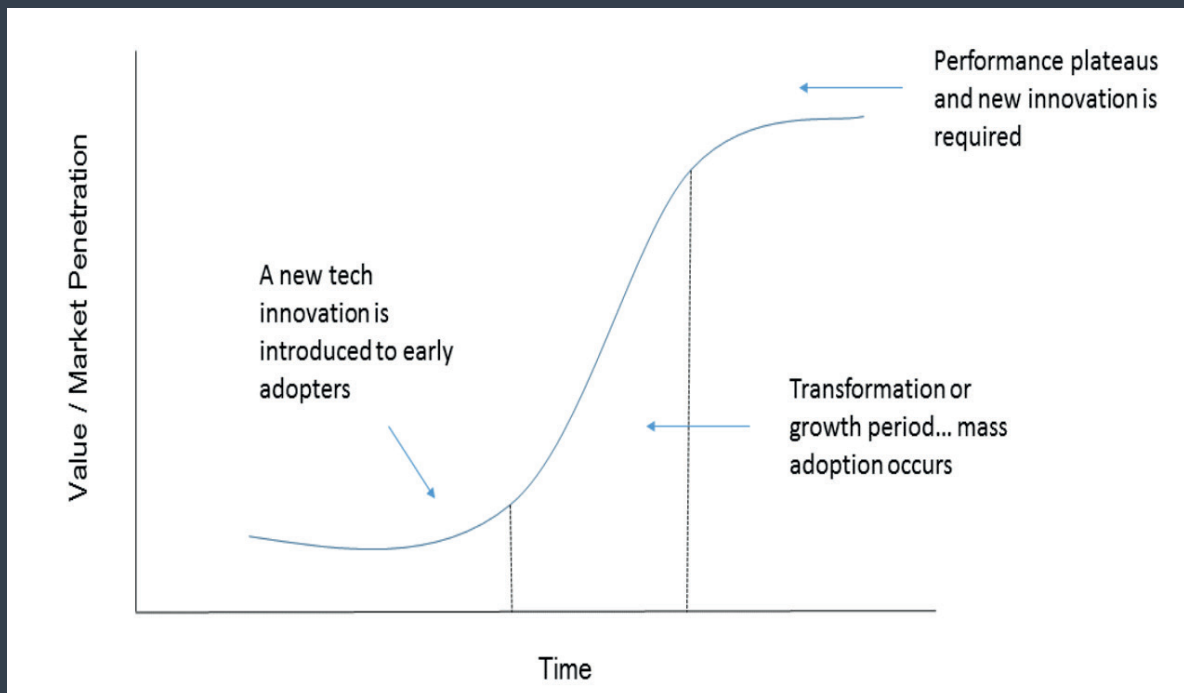 Performance plateaus
and new innovation is
required
Value / Market Penetration
A new tech
innovation is
introduced to early
adopters
Transformation or
growth period... mass
adoption occurs
Time